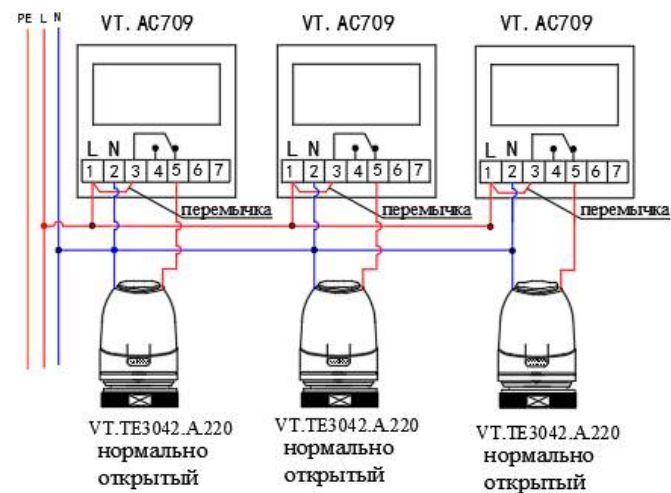 PE L N VT. AC709 VT. AC709 VT. AC709
L N L N L N
1 2 3 4 5 6 7 1 2 3 4 5 6 7 1 2 3 4 5 6 7
перемычка перемычка перемычка
VT.TE3042.A.220 VT.TE3042.A.220 VT.TE3042.A.220
нормально нормально нормально
открытый открытый открытый